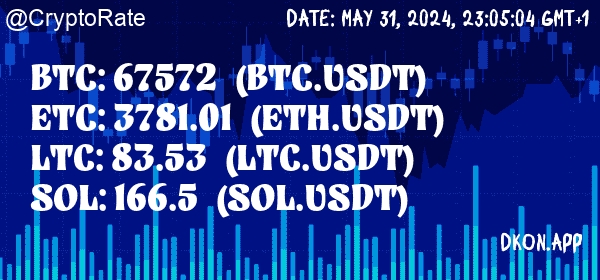 @CryptoRate
DATE: MAY 31, 2024, 23:05:04 GMT+1
BTC: 67572 (BTC.USDT)
ETC: 3781.01 (ETH.USDT)
LTC: 83.53 (LTC.USDT)
SOL: 166.5 (SOL.USDT)
DKON.APP